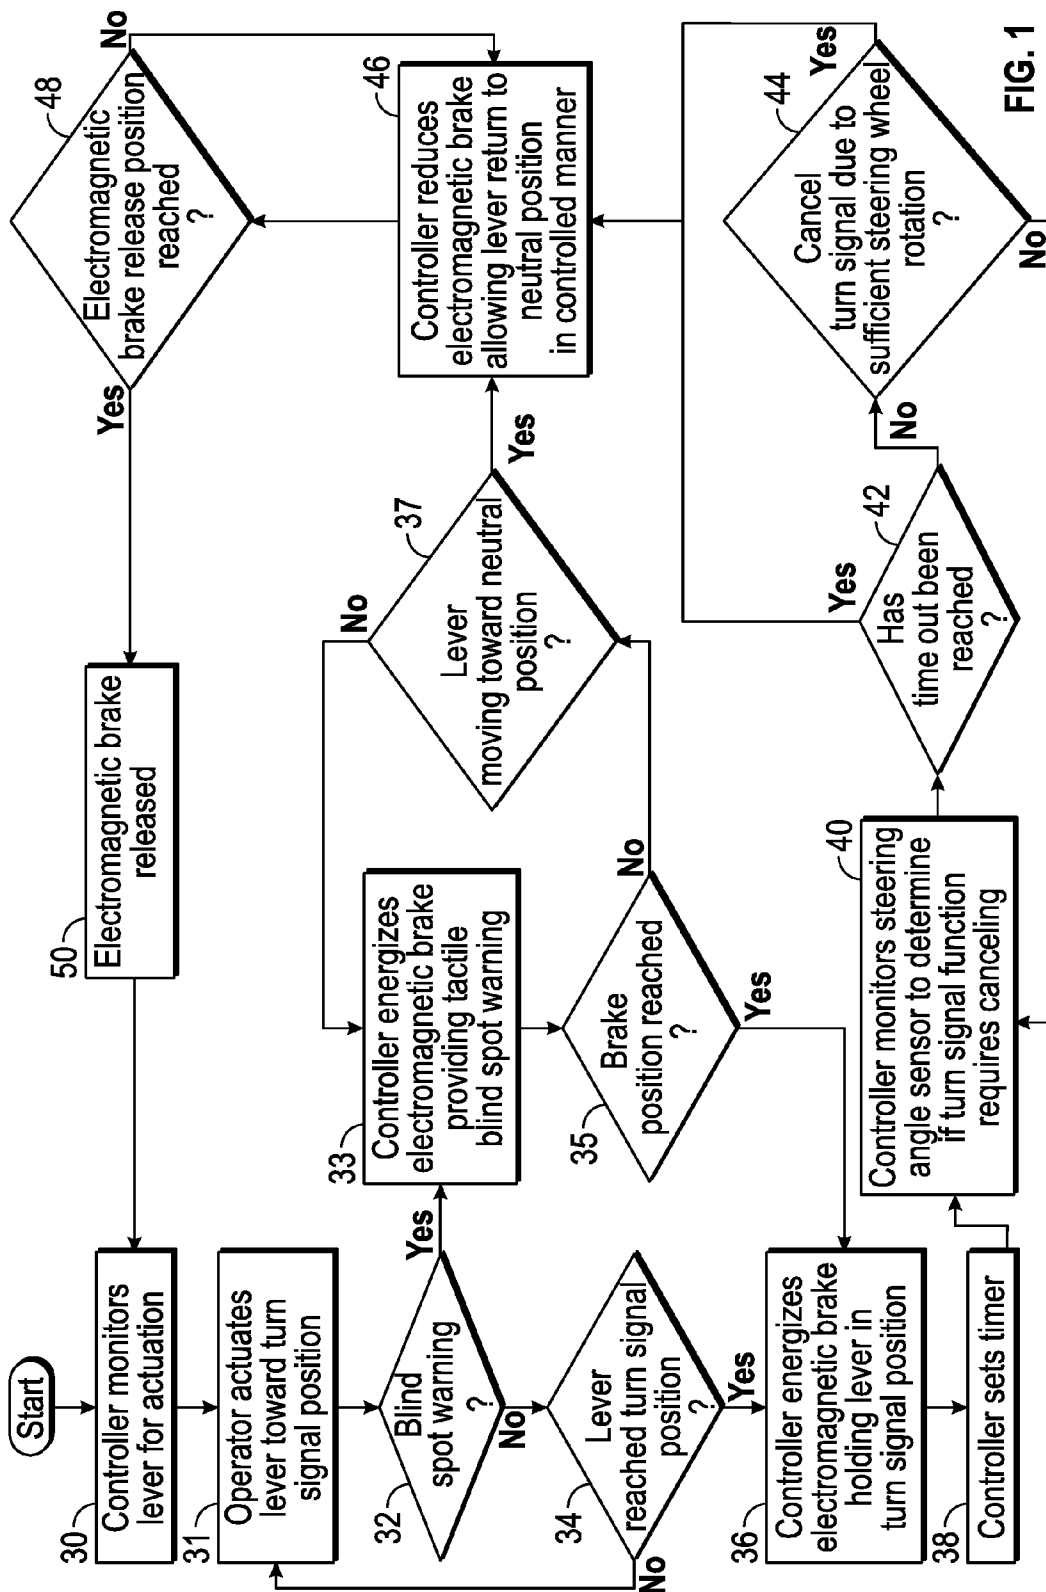 Start
30
Controller monitors
lever for actuation
31
Operator actuates
lever toward turn
signal position
32
Blind
spot warning
?
Yes
No
33
Controller energizes
electromagnetic brake
providing tactile
blind spot warning
34
Lever
reached turn signal
position
?
No
Yes
35
Brake
position reached
?
No
Yes
36
Controller energizes
electromagnetic brake
holding lever in
turn signal position
37
Lever
moving toward neutral
position
?
No
Yes
38
Controller sets timer
40
Controller monitors steering
angle sensor to determine
if turn signal function
requires canceling
42
Has
time out been
reached
?
Yes
No
44
Cancel
turn signal due to
sufficient steering wheel
rotation
?
Yes
No
46
Controller reduces
electromagnetic brake
allowing lever return to
neutral position
in controlled manner
48
Electromagnetic
brake release position
reached
?
No
Yes
50
Electromagnetic brake
released
FIG. 1